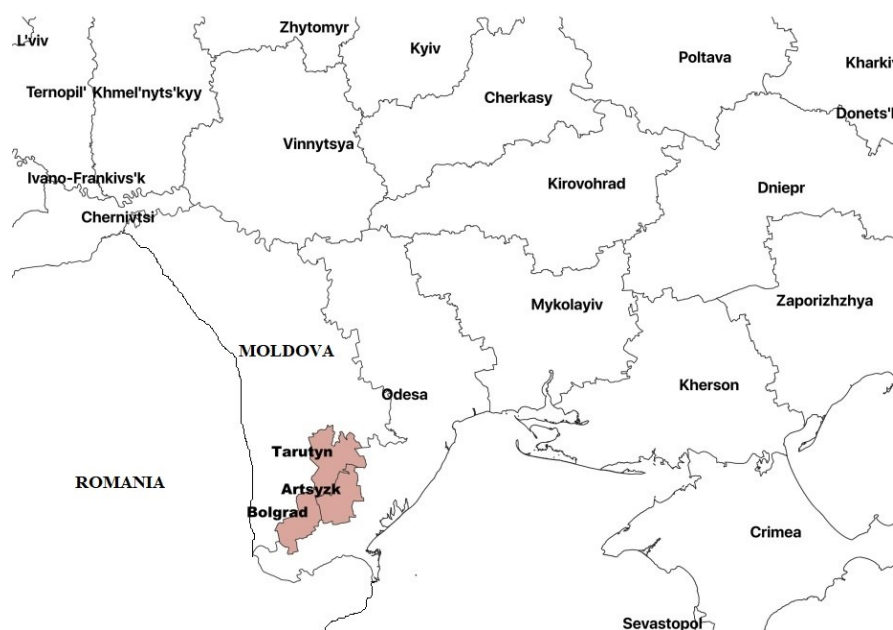 Zhytomyr
L'viv
Kyiv
Poltava
Kharkiv
Ternopil'
Khmel'nyts'kyy
Cherkasy
Donets'k
Vinnytsya
Ivano-Frankivs'k
Kirovohrad
Dniepr
Chernivtsi
Mykolayiv
Zaporizhzhya
MOLDOVA
Kherson
Odesa
Tarutyn
ROMANIA
Artsyzk
Bolgrad
Crimea
Sevastopol